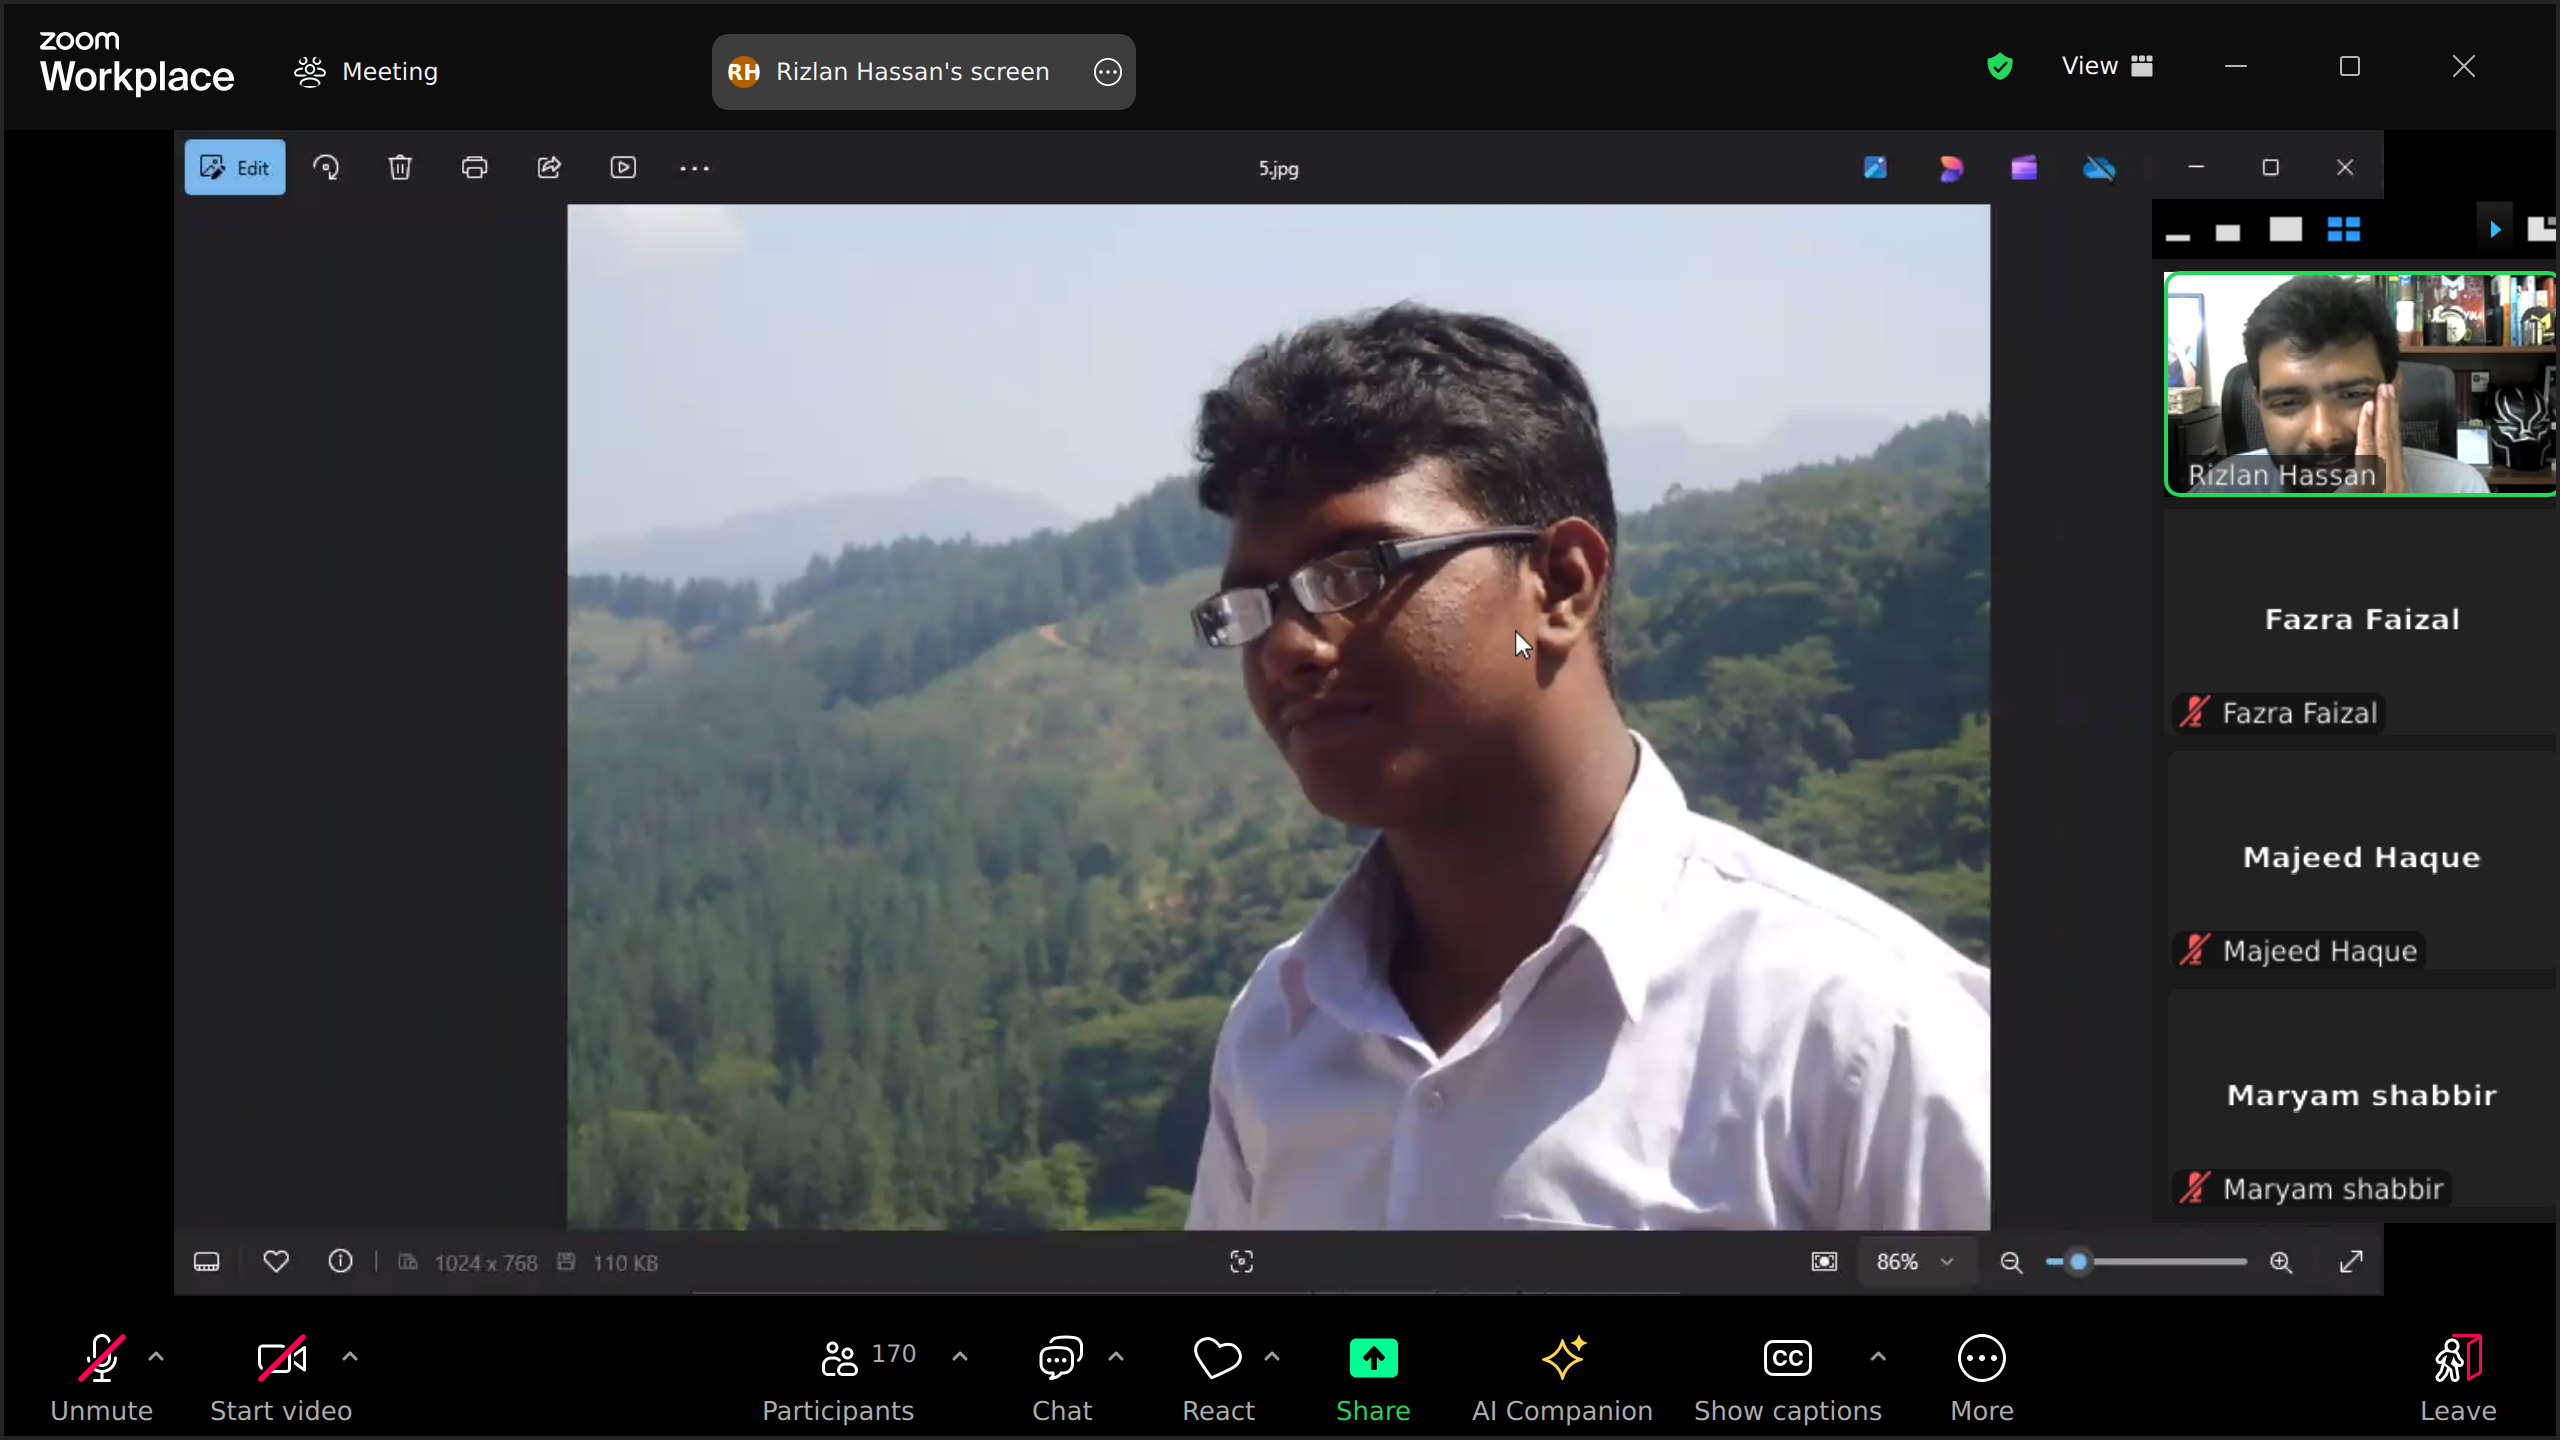 zoom
Workplace
Meeting
RH Rizlan Hassan's screen
View
Edit
5.jpg
Rizlan Hassan
Fazra Faizal
Fazra Faizal
Majeed Haque
Majeed Haque
Maryam shabbir
Maryam shabbir
1024 x 768
110 KB
86%
Unmute
Start video
170
Participants
Chat
React
Share
AI Companion
CC
Show captions
More
Leave